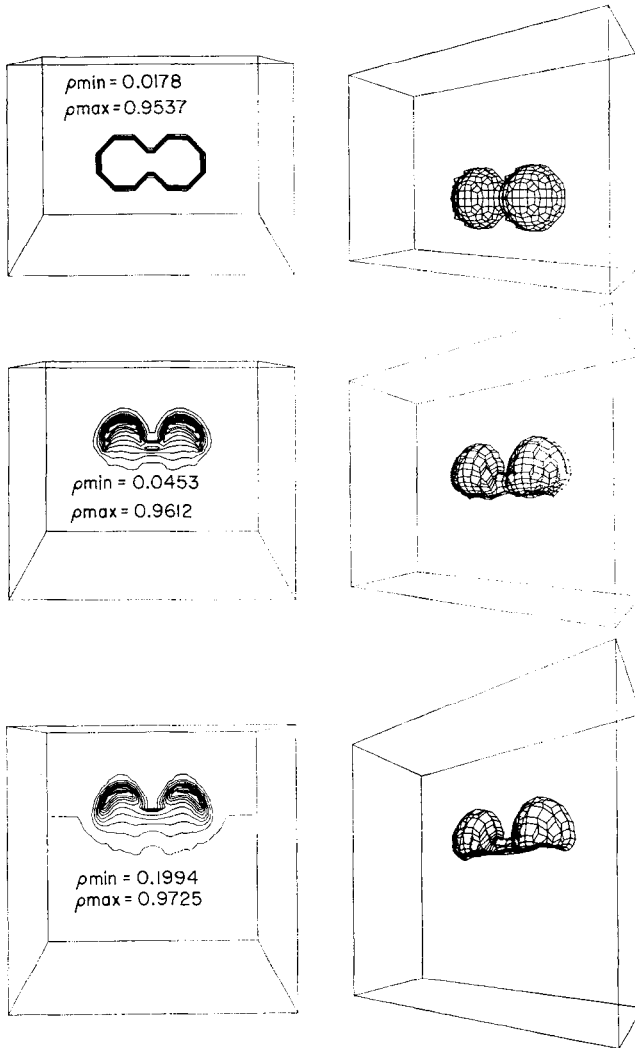 ρmin = 0.0178
ρmax = 0.9537
ρmin = 0.0453
ρmax = 0.9612
ρmin = 0.1994
ρmax = 0.9725